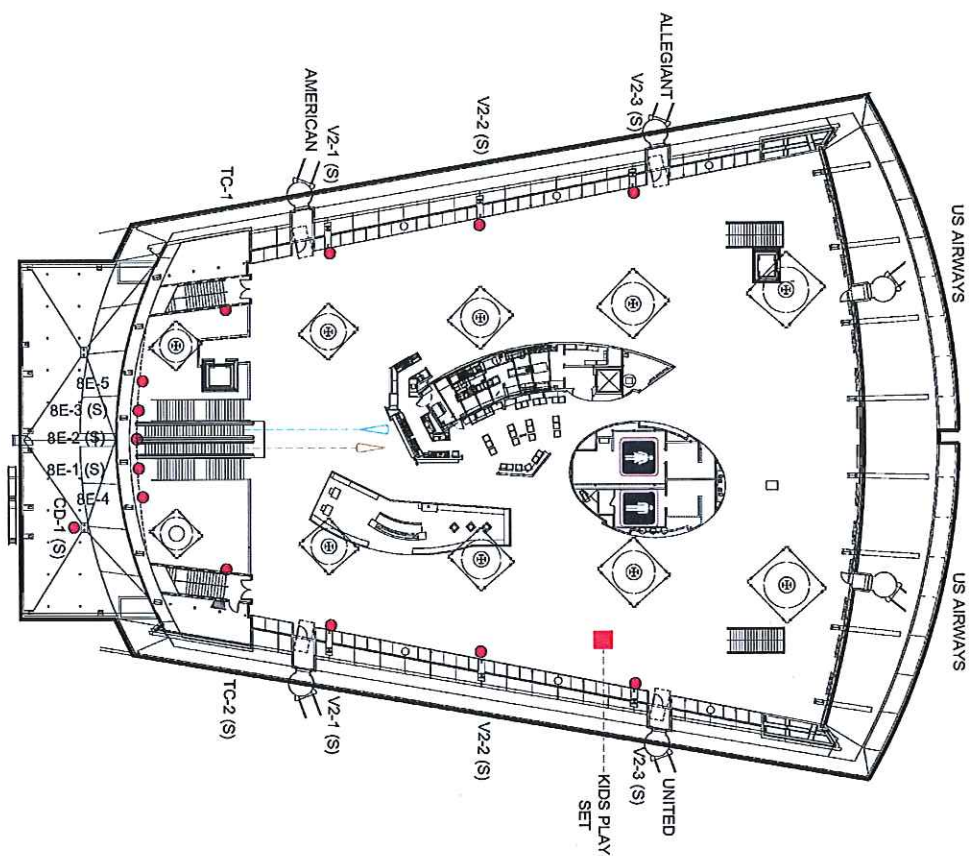 US AIRWAYS
US AIRWAYS
ALLEGIANT
V2-3 (S)
V2-2 (S)
V2-1 (S)
AMERICAN
TC-1
8E-5
8E-3 (S)
8E-2 (S)
8E-1 (S)
8E-4
CD-1 (S)
TC-2 (S)
V2-1 (S)
V2-2 (S)
V2-3 (S)
UNITED
KIDS PLAY
SET